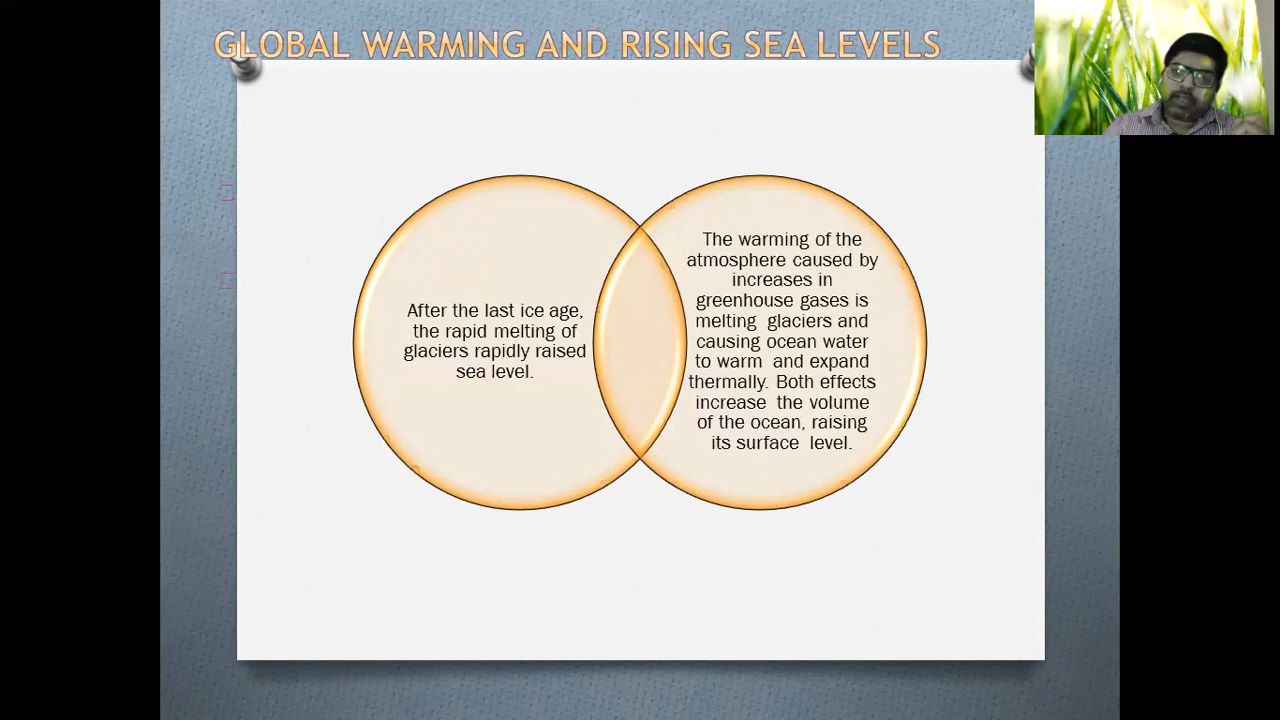 GLOBAL WARMING AND RISING SEA LEVELS
After the last ice age,
the rapid melting of
glaciers rapidly raised
sea level.
The warming of the
atmosphere caused by
increases in
greenhouse gases is
melting glaciers and
causing ocean water
to warm and expand
thermally. Both effects
increase the volume
of the ocean, raising
its surface level.